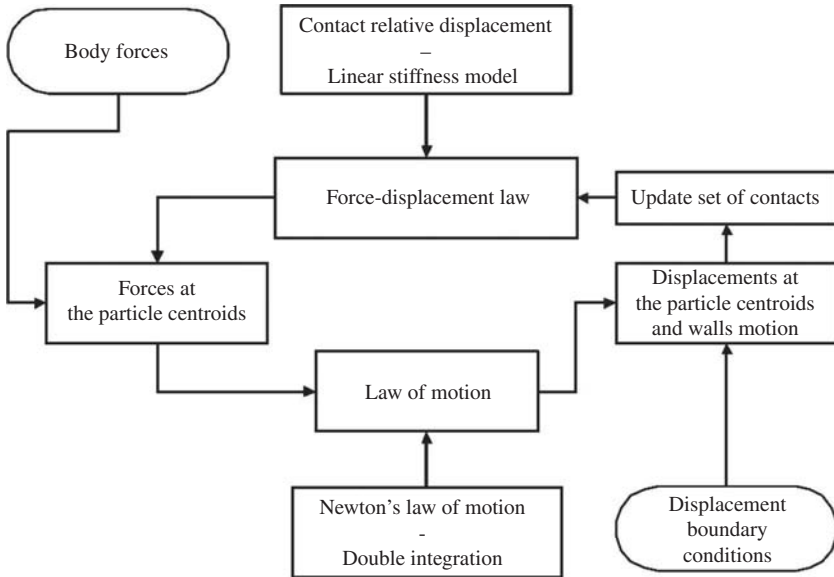 Body forces
Contact relative displacement
–
Linear stiffness model
Force-displacement law
Update set of contacts
Forces at
the particle centroids
Displacements at
the particle centroids
and walls motion
Law of motion
Newton’s law of motion
-
Double integration
Displacement
boundary
conditions